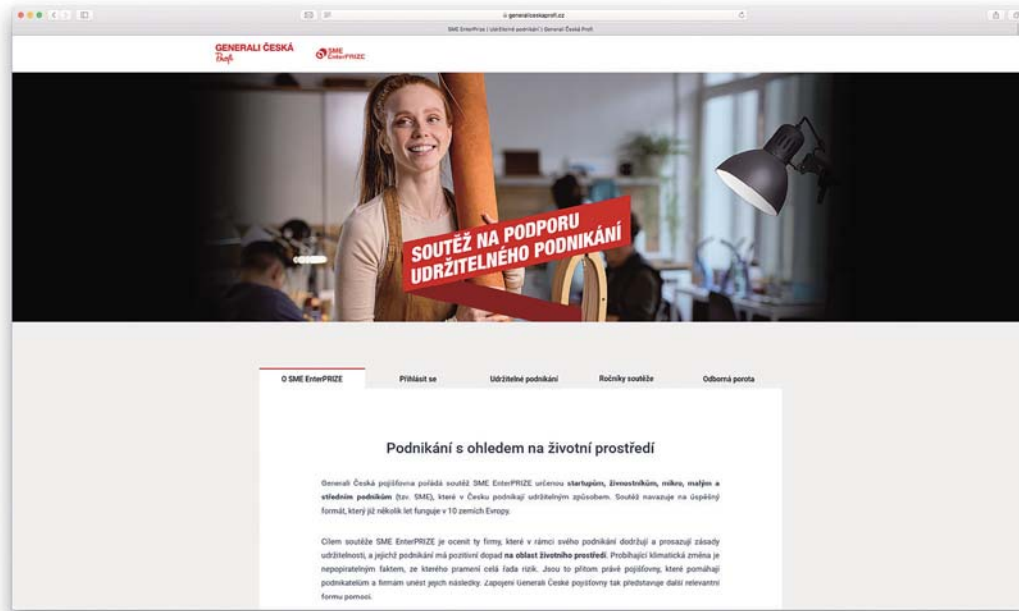 generaliceskaprofi.cz
SME EnterPrize | Udržitelné podnikání | Generali Česká Profi
GENERALI ČESKÁ
Profi
SME
EnterPRIZE
SOUTĚŽ NA PODPORU
UDRŽITELNÉHO PODNIKÁNÍ
O SME EnterPRIZE Přihlásit se Udržitelné podnikání Ročníky soutěže Odborná porota
Podnikání s ohledem na životní prostředí
Generali Česká pojišťovna pořádá soutěž SME EnterPRIZE určenou startupům, živnostníkům, mikro, malým a
středním podnikům (tzv. SME), které v Česku podnikají udržitelným způsobem. Soutěž navazuje na úspěšný
formát, který již několik let funguje v 10 zemích Evropy.
Cílem soutěže SME EnterPRIZE je ocenit ty firmy, které v rámci svého podnikání dodržují a prosazují zásady
udržitelnosti, a jejichž podnikání má pozitivní dopad na oblast životního prostředí. Probíhající klimatická změna je
nepopiratelným faktem, ze kterého pramení celá řada rizik. Jsou to přitom právě pojišťovny, které pomáhají
podnikatelům a firmám unést jejich následky. Zapojení Generali České pojišťovny tak představuje další relevantní
formu pomoci.